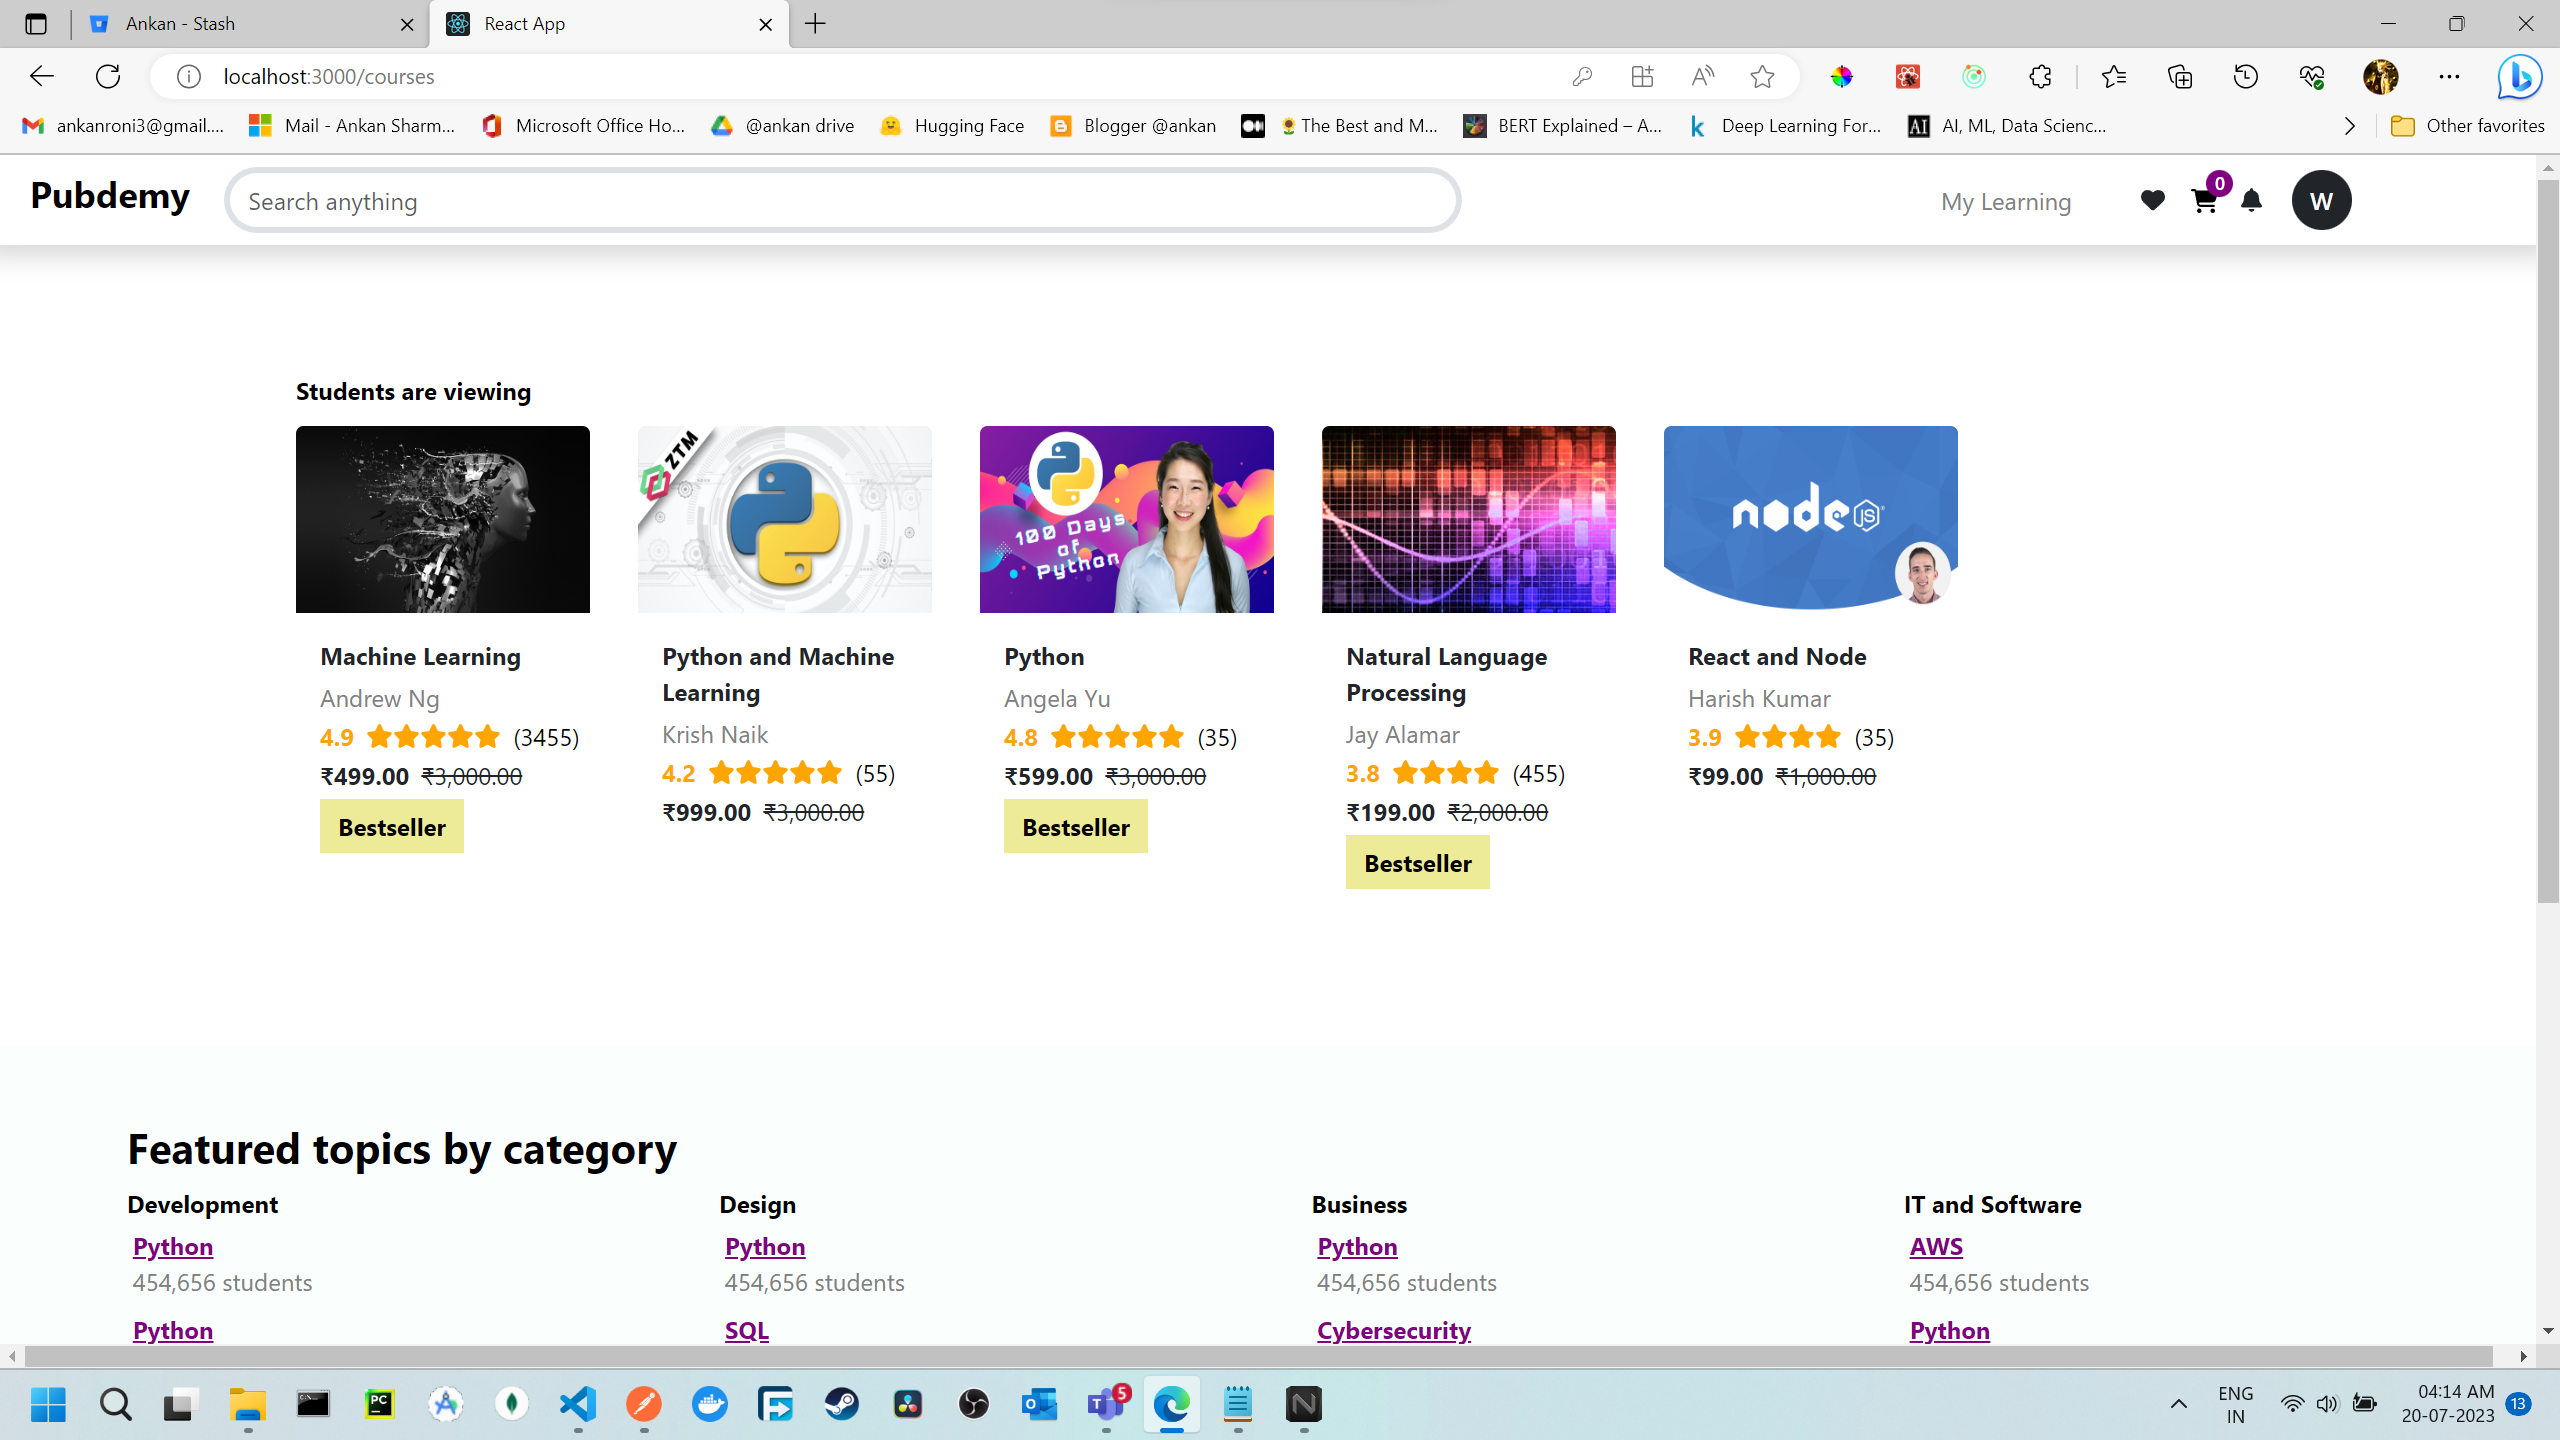 Ankan - Stash
React App
localhost:3000/courses
ankanroni3@gmail....
Mail - Ankan Sharm...
Microsoft Office Ho...
@ankan drive
Hugging Face
Blogger @ankan
The Best and M...
BERT Explained – A...
Deep Learning For...
AI
AI, ML, Data Scienc...
Other favorites
Pubdemy
Search anything
My Learning
0
W
Students are viewing
ZTM
100 Days
of
Python
node JS
Machine Learning
Andrew Ng
4.9 (3455)
₹499.00 ₹3,000.00
Bestseller
Python and Machine
Learning
Krish Naik
4.2 (55)
₹999.00 ₹3,000.00
Python
Angela Yu
4.8 (35)
₹599.00 ₹3,000.00
Bestseller
Natural Language
Processing
Jay Alamar
3.8 (455)
₹199.00 ₹2,000.00
Bestseller
React and Node
Harish Kumar
3.9 (35)
₹99.00 ₹1,000.00
Featured topics by category
Development
Python
454,656 students
Python
Design
Python
454,656 students
SQL
Business
Python
454,656 students
Cybersecurity
IT and Software
AWS
454,656 students
Python
PC
5
ENG
IN
04:14 AM
20-07-2023
13